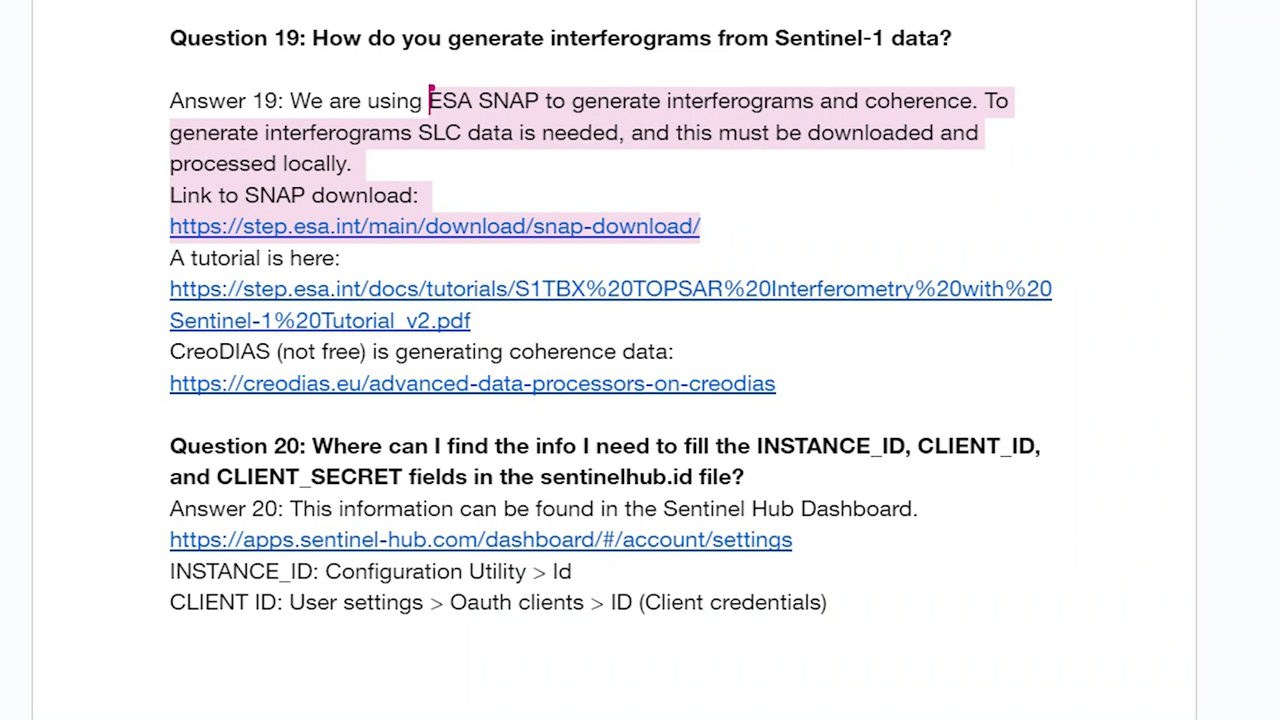 Question 19: How do you generate interferograms from Sentinel-1 data?
Answer 19: We are using ESA SNAP to generate interferograms and coherence. To
generate interferograms SLC data is needed, and this must be downloaded and
processed locally.
Link to SNAP download:
https://step.esa.int/main/download/snap-download/
A tutorial is here:
https://step.esa.int/docs/tutorials/S1TBX%20TOPSAR%20Interferometry%20with%20
Sentinel-1%20Tutorial_v2.pdf
CreoDIAS (not free) is generating coherence data:
https://creodias.eu/advanced-data-processors-on-creodias
Question 20: Where can I find the info I need to fill the INSTANCE_ID, CLIENT_ID,
and CLIENT_SECRET fields in the sentinelhub.id file?
Answer 20: This information can be found in the Sentinel Hub Dashboard.
https://apps.sentinel-hub.com/dashboard/#/account/settings
INSTANCE_ID: Configuration Utility > Id
CLIENT ID: User settings > Oauth clients > ID (Client credentials)